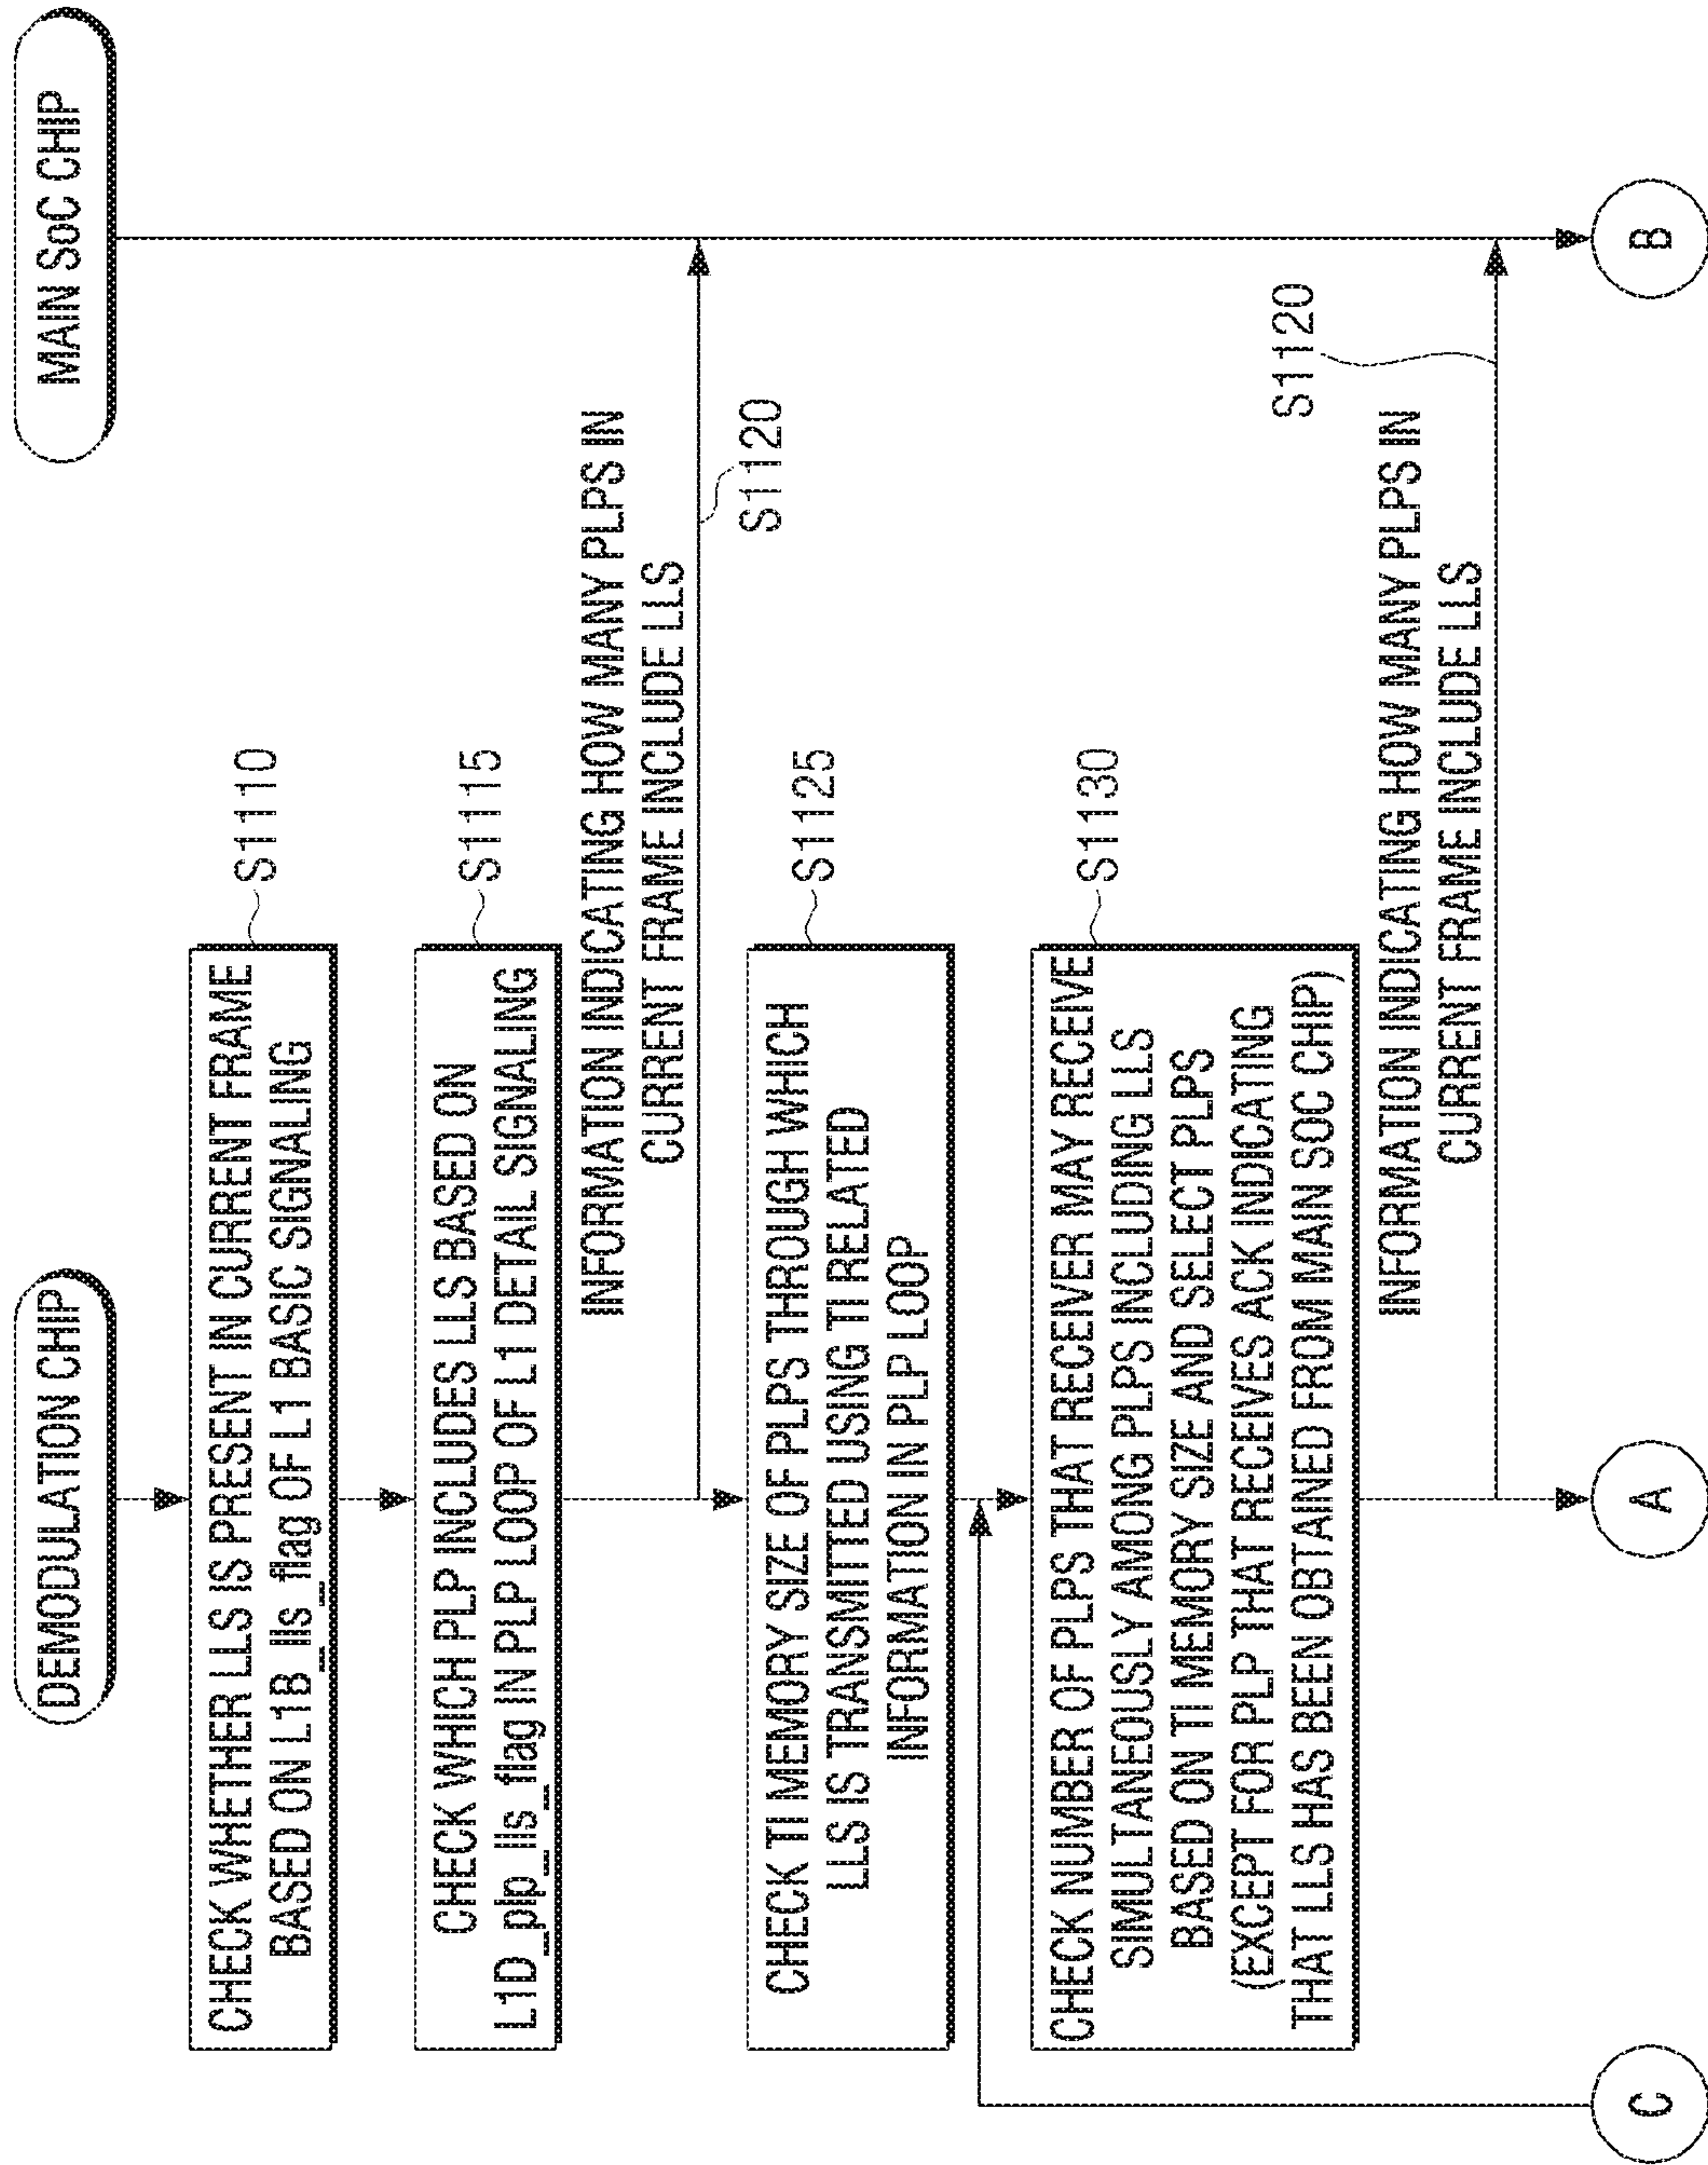 DEMODULATION CHIP
MAIN SoC CHIP
CHECK WHETHER LLS IS PRESENT IN CURRENT FRAME
BASED ON L1B_lls_flag OF L1 BASIC SIGNALING
S1110
CHECK WHICH PLP INCLUDES LLS BASED ON
L1D_plp_lls_flag IN PLP LOOP OF L1 DETAIL SIGNALING
S1115
INFORMATION INDICATING HOW MANY PLPS IN
CURRENT FRAME INCLUDE LLS
S1120
CHECK TI MEMORY SIZE OF PLPS THROUGH WHICH
LLS IS TRANSMITTED USING TI RELATED
INFORMATION IN PLP LOOP
S1125
CHECK NUMBER OF PLPS THAT RECEIVER MAY RECEIVE
SIMULTANEOUSLY AMONG PLPS INCLUDING LLS
BASED ON TI MEMORY SIZE AND SELECT PLPS
(EXCEPT FOR PLP THAT RECEIVES ACK INDICATING
THAT LLS HAS BEEN OBTAINED FROM MAIN SOC CHIP)
S1130
INFORMATION INDICATING HOW MANY PLPS IN
CURRENT FRAME INCLUDE LLS
S1120
C
A
B